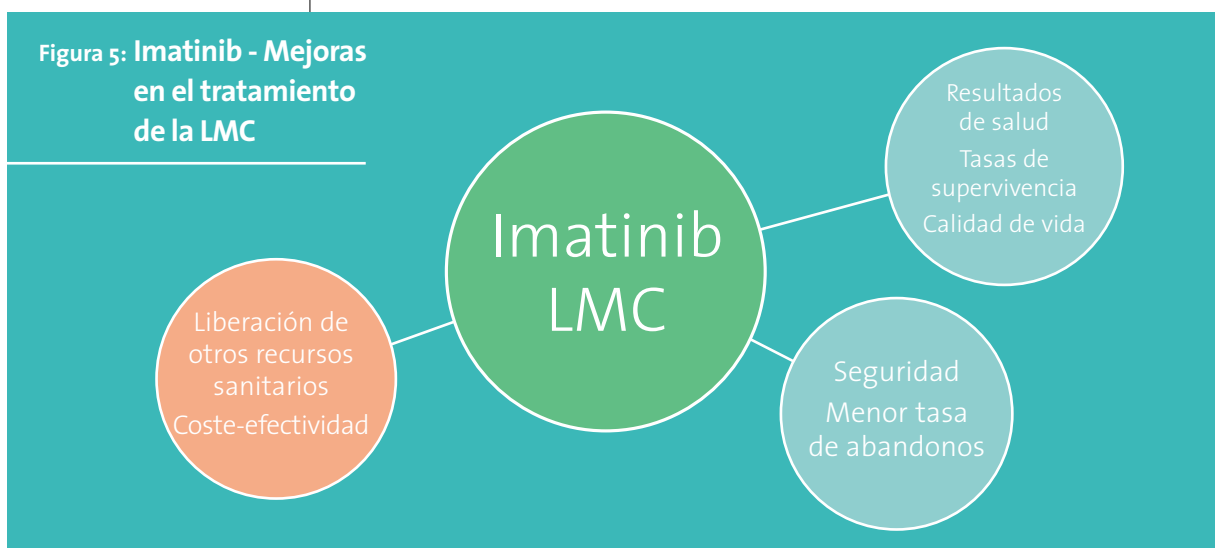 Figura 5: Imatinib - Mejoras
en el tratamiento
de la LMC
Imatinib
LMC
Resultados
de salud
Tasas de
supervivencia
Calidad de vida
Liberación de
otros recursos
sanitarios
Coste-efectividad
Seguridad
Menor tasa
de abandonos